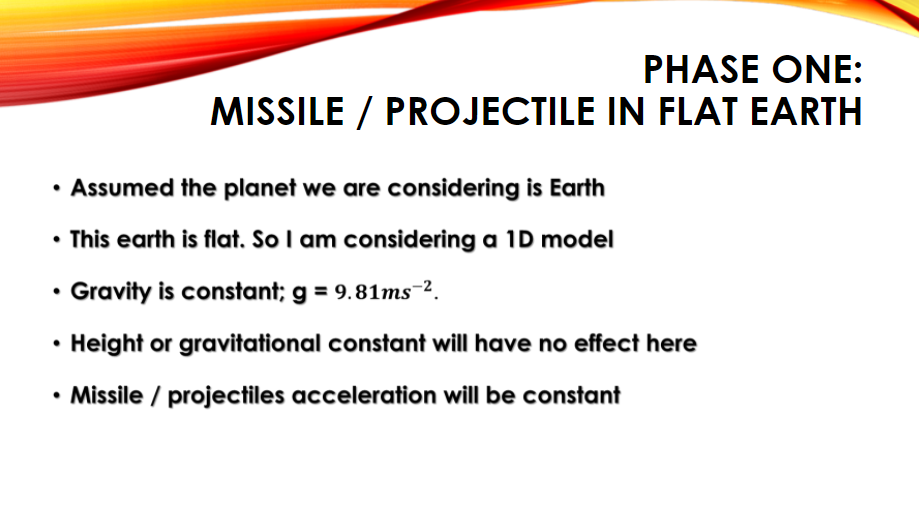 PHASE ONE:
MISSILE / PROJECTILE IN FLAT EARTH
• Assumed the planet we are considering is Earth
• This earth is flat. So I am considering a 1D model
• Gravity is constant; g = 9.81ms⁻².
• Height or gravitational constant will have no effect here
• Missile / projectiles acceleration will be constant